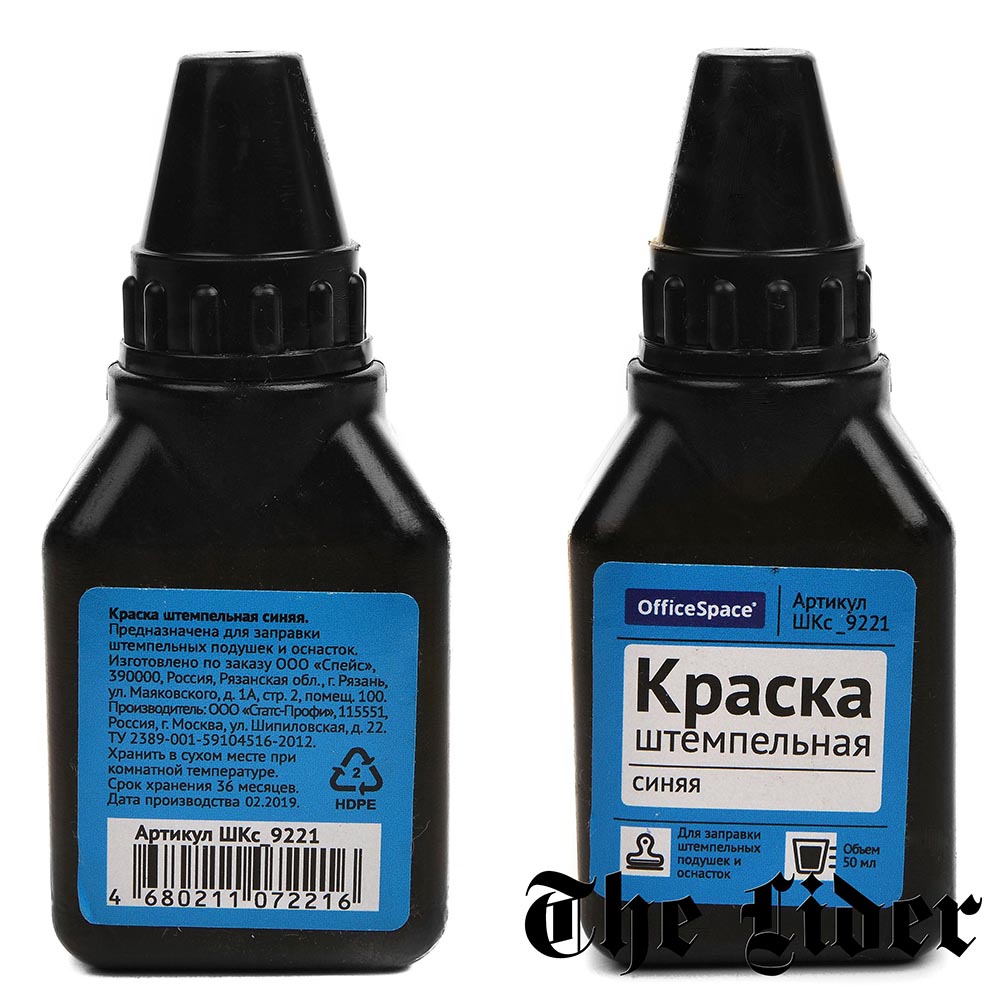 Краска штемпельная синяя.
Предназначена для заправки
штемпельных подушек и оснасток.
Изготовлено по заказу ООО «Спейс»,
390000, Россия, Рязанская обл., г. Рязань,
ул. Маяковского, д. 1А, стр. 2, помещ. 100.
Производитель: ООО «Статс-Профи», 115551,
Россия, г. Москва, ул. Шипиловская, д. 22.
ТУ 2389-001-59104516-2012.
Хранить в сухом месте при
комнатной температуре.
Срок хранения 36 месяцев.
Дата производства 02.2019.
2
HDPE
Артикул ШКс_9221
4 680211 072216
OfficeSpace®
Артикул
ШКс_9221
Краска
штемпельная
синяя
Для заправки
штемпельных
подушек и
оснасток
Объем
50 мл
The Lider